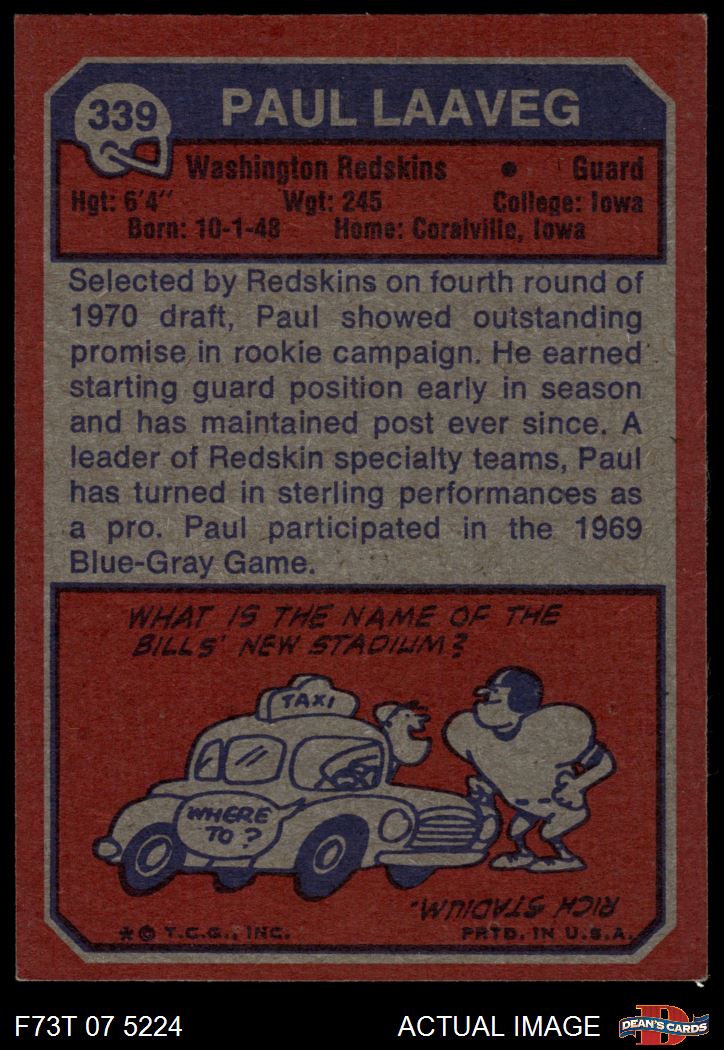 339
PAUL LAAVEG
Washington Redskins • Guard
Hgt: 6'4" Wgt: 245 College: Iowa
Born: 10-1-48 Home: Coralville, Iowa
Selected by Redskins on fourth round of
1970 draft, Paul showed outstanding
promise in rookie campaign. He earned
starting guard position early in season
and has maintained post ever since. A
leader of Redskin specialty teams, Paul
has turned in sterling performances as
a pro. Paul participated in the 1969
Blue-Gray Game.
WHAT IS THE NAME OF THE
BILLS' NEW STADIUM?
TAXI
WHERE
TO?
RICH STADIUM.
*© T.C.G., INC. PRTD. IN U.S.A.
F73T 07 5224 ACTUAL IMAGE
D
DEAN'S CARDS